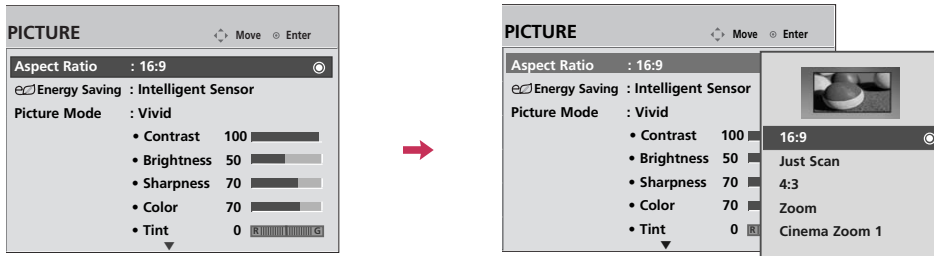 PICTURE Move Enter
Aspect Ratio : 16:9
Energy Saving : Intelligent Sensor
Picture Mode : Vivid
• Contrast 100
• Brightness 50
• Sharpness 70
• Color 70
• Tint 0 R G
PICTURE Move Enter
Aspect Ratio : 16:9
Energy Saving : Intelligent Sensor
Picture Mode : Vivid
• Contrast 100
• Brightness 50
• Sharpness 70
• Color 70
• Tint 0 R
16:9
Just Scan
4:3
Zoom
Cinema Zoom 1